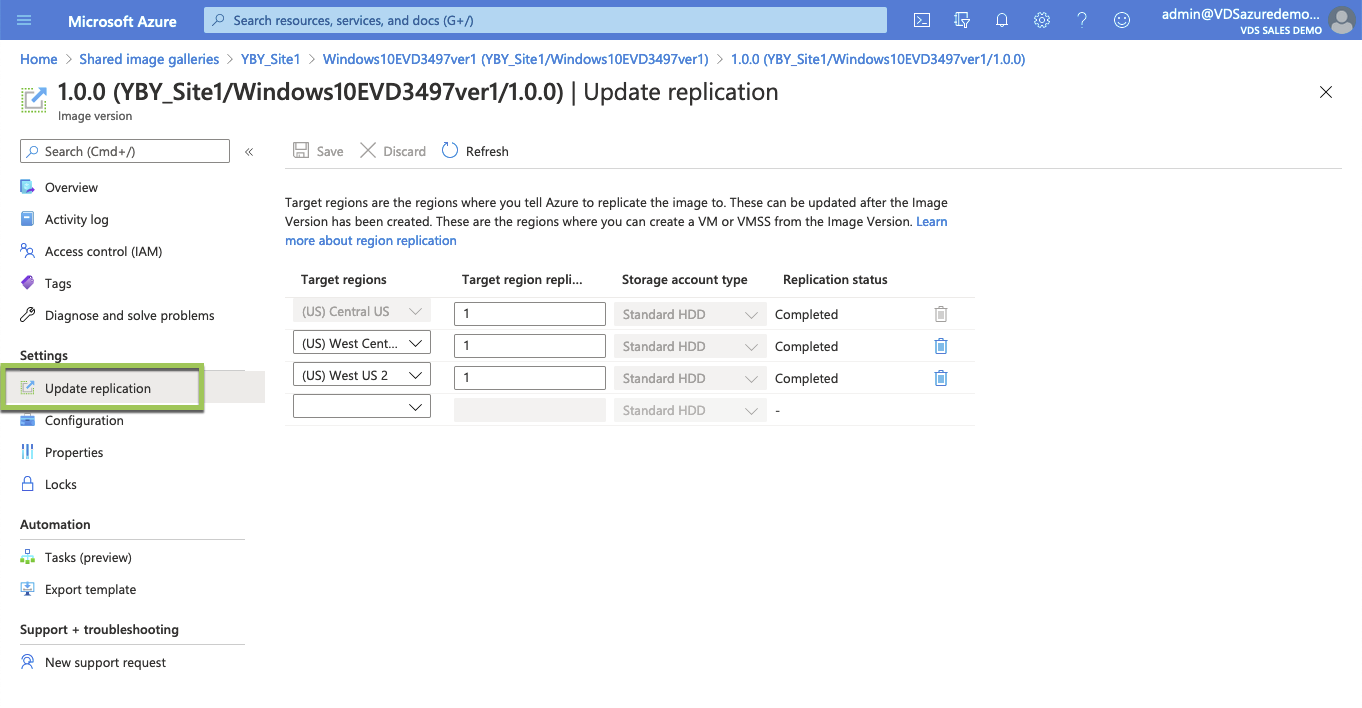 Microsoft Azure
Search resources, services, and docs (G+/)
admin@VDSazuredemo...
VDS SALES DEMO
Home > Shared image galleries > YBY_Site1 > Windows10EVD3497ver1 (YBY_Site1/Windows10EVD3497ver1) > 1.0.0 (YBY_Site1/Windows10EVD3497ver1/1.0.0)
1.0.0 (YBY_Site1/Windows10EVD3497ver1/1.0.0) | Update replication
Image version
Search (Cmd+/)
«
Overview
Activity log
Access control (IAM)
Tags
Diagnose and solve problems
Settings
Update replication
Configuration
Properties
Locks
Automation
Tasks (preview)
Export template
Support + troubleshooting
New support request
Save Discard Refresh
Target regions are the regions where you tell Azure to replicate the image to. These can be updated after the Image
Version has been created. These are the regions where you can create a VM or VMSS from the Image Version. Learn
more about region replication
Target regions Target region repli... Storage account type Replication status
(US) Central US 1 Standard HDD Completed
(US) West Cent... 1 Standard HDD Completed
(US) West US 2 1 Standard HDD Completed
Standard HDD -